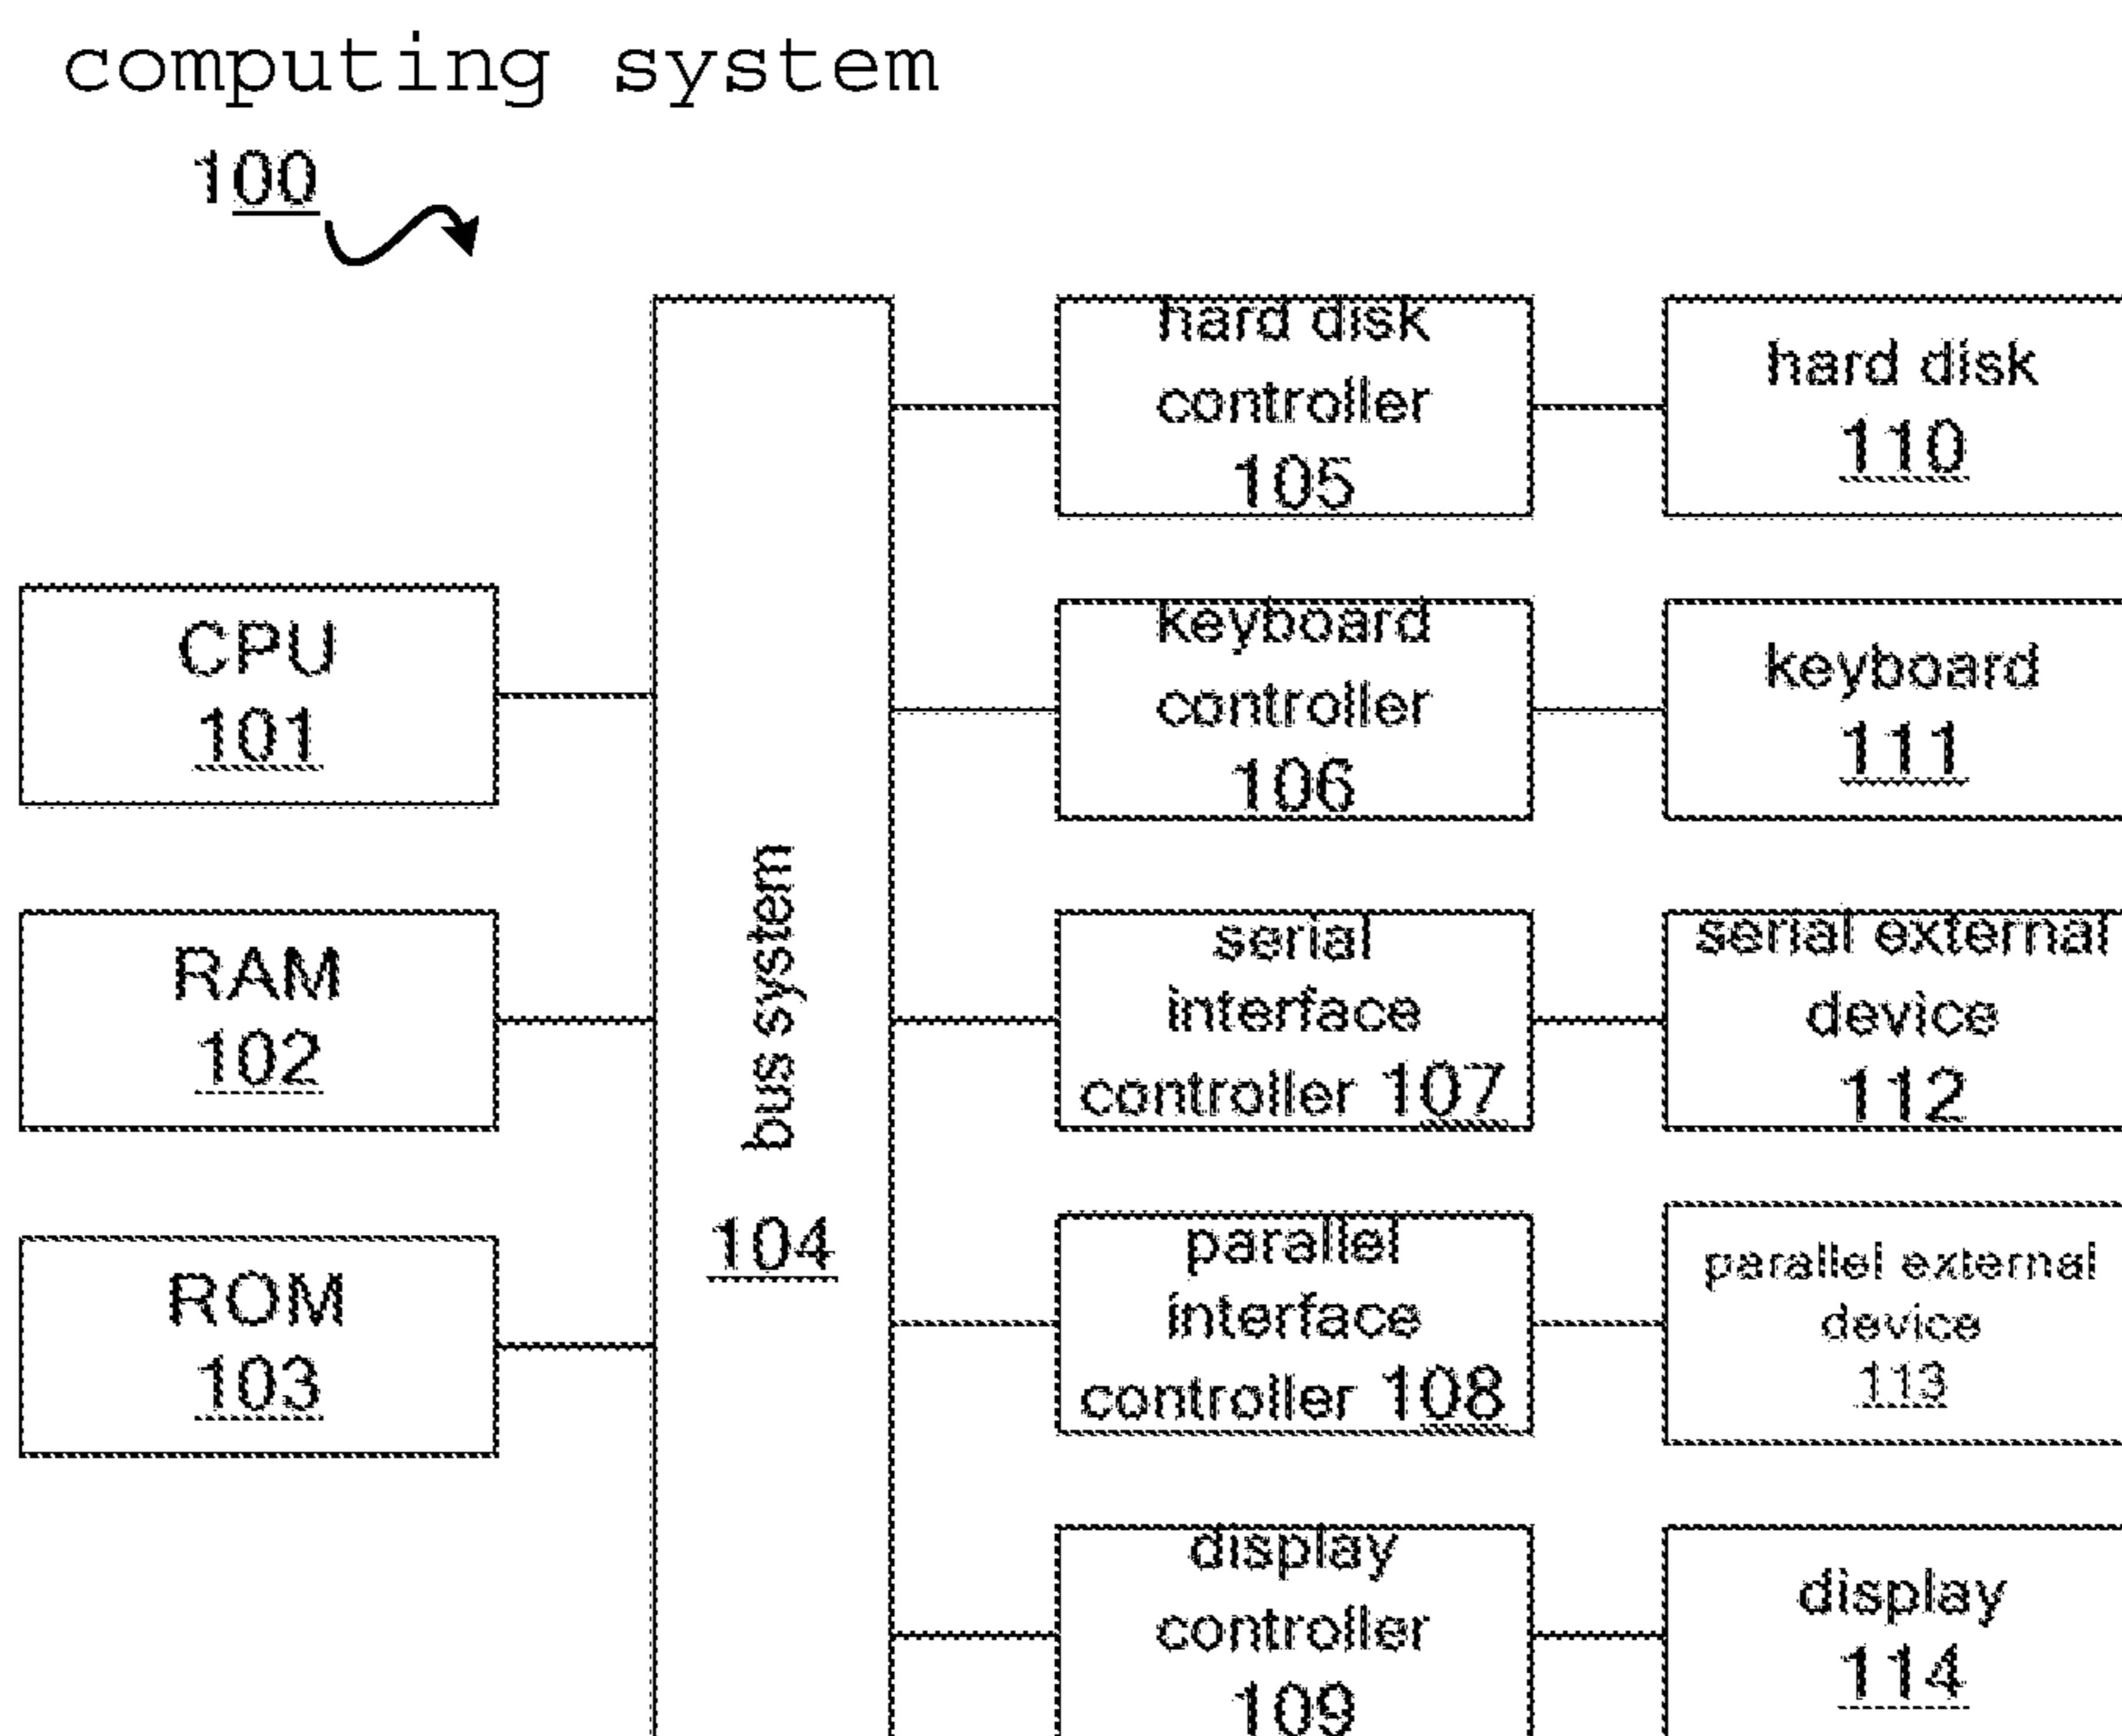 computing system
100
hard disk
controller
105
hard disk
110
CPU
101
keyboard
controller
106
keyboard
111
RAM
102
bus system
104
serial
interface
controller 107
serial external
device
112
ROM
103
parallel
interface
controller 108
parallel external
device
113
display
controller
109
display
114